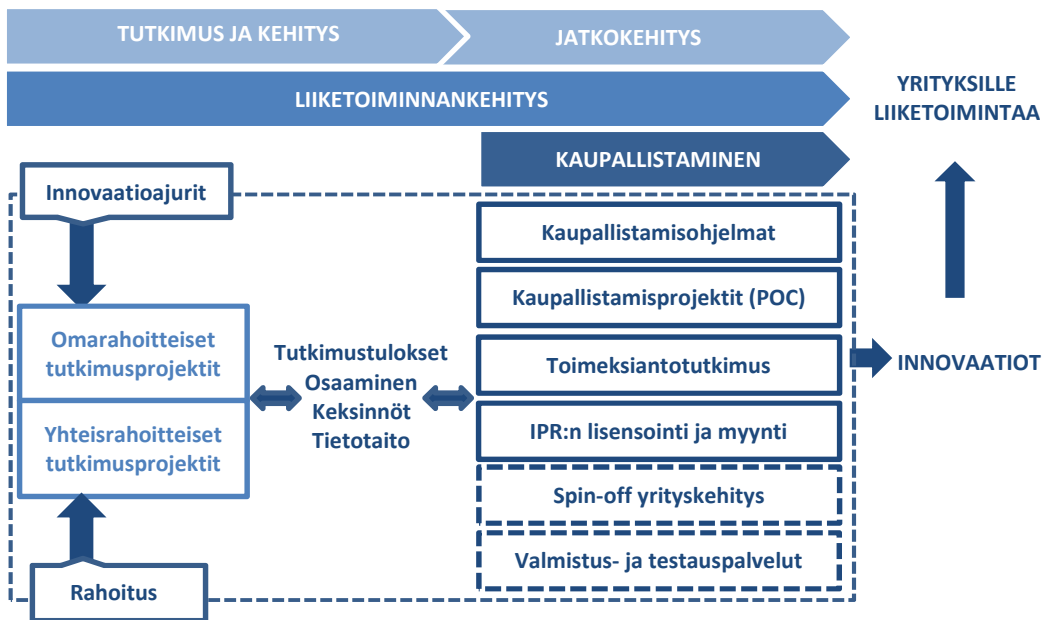 TUTKIMUS JA KEHITYS
JATKOKEHITYS
LIIKETOIMINNANKEHITYS
YRITYKSILLE
LIIKETOIMINTAA
KAUPALLISTAMINEN
Innovaatioajurit
Omarahoitteiset
tutkimusprojektit
Yhteisrahoitteiset
tutkimusprojektit
Rahoitus
Tutkimustulokset
Osaaminen
Keksinnöt
Tietotaito
Kaupallistamisohjelmat
Kaupallistamisprojektit (POC)
Toimeksiantotutkimus
IPR:n lisensointi ja myynti
Spin-off yrityskehitys
Valmistus- ja testauspalvelut
INNOVAATIOT